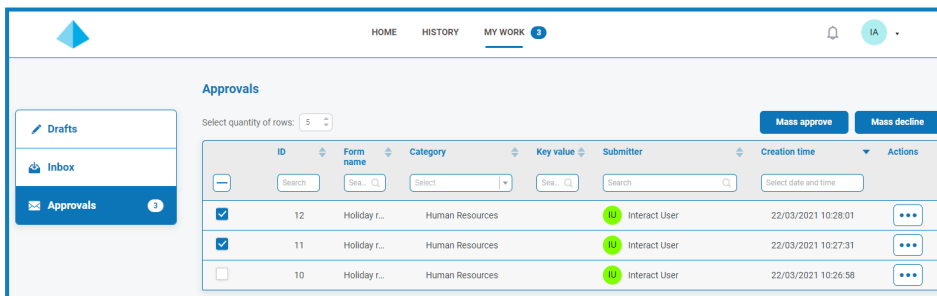 HOME HISTORY MY WORK 3 IA
Approvals
Drafts
Inbox
Approvals 3
Select quantity of rows: 5 Mass approve Mass decline
ID Form name Category Key value Submitter Creation time Actions
Search Sea... Select Sea... Search Select date and time
12 Holiday r... Human Resources IU Interact User 22/03/2021 10:28:01
11 Holiday r... Human Resources IU Interact User 22/03/2021 10:27:31
10 Holiday r... Human Resources IU Interact User 22/03/2021 10:26:58